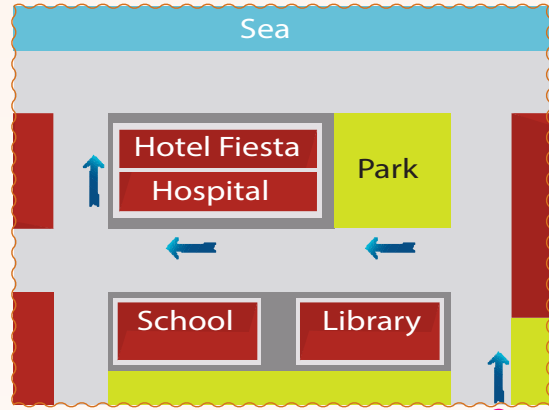 Sea
Hotel Fiesta
Hospital
Park
School
Library